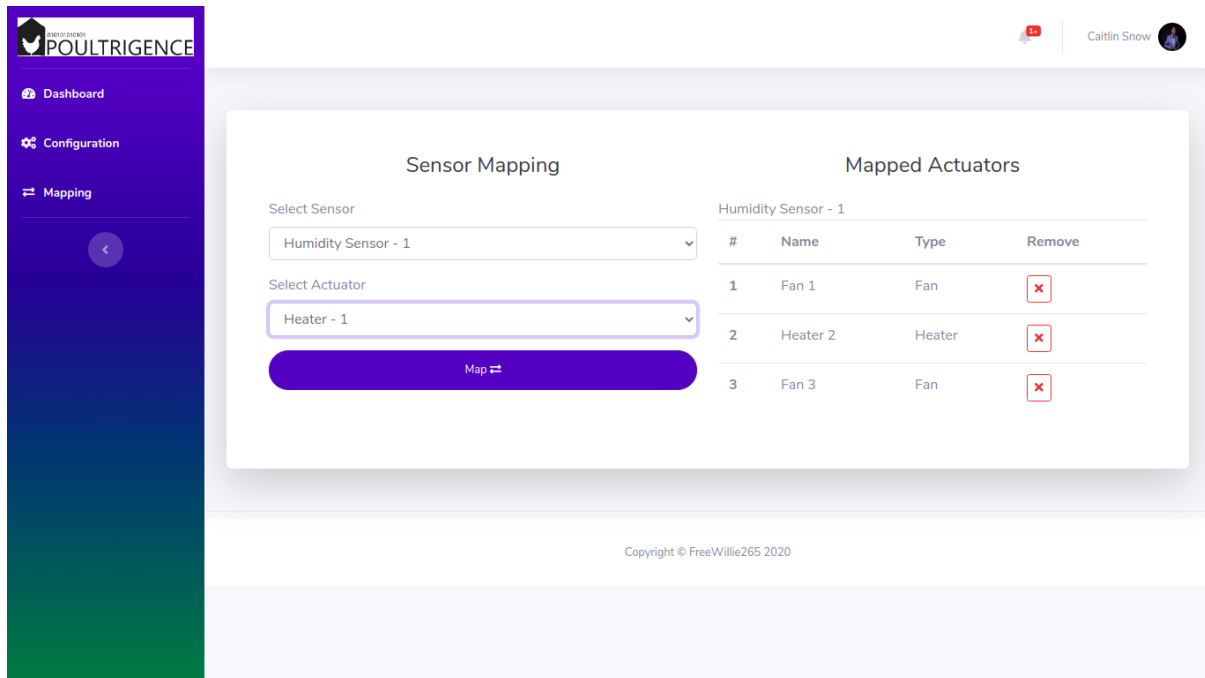 010101010101
POULTRIGENCE
1+
Caitlin Snow
Dashboard
Configuration
Mapping
Sensor Mapping
Select Sensor
Humidity Sensor - 1
Select Actuator
Heater - 1
Map
Mapped Actuators
Humidity Sensor - 1
# Name Type Remove
1 Fan 1 Fan
2 Heater 2 Heater
3 Fan 3 Fan
Copyright © FreeWillie265 2020